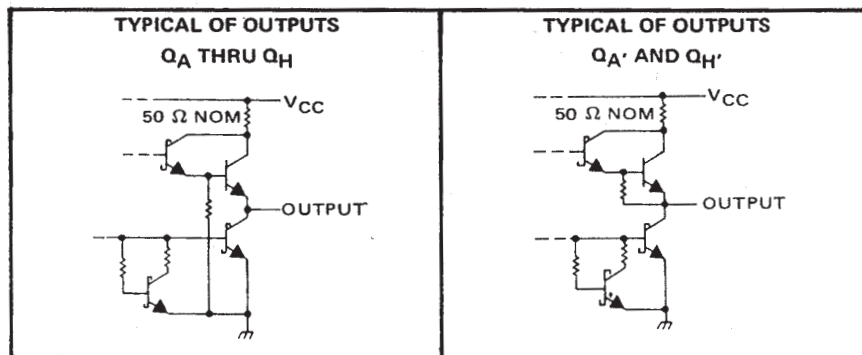 TYPICAL OF OUTPUTS
QA THRU QH
VCC
50 Ω NOM
OUTPUT
TYPICAL OF OUTPUTS
QA' AND QH'
VCC
50 Ω NOM
OUTPUT